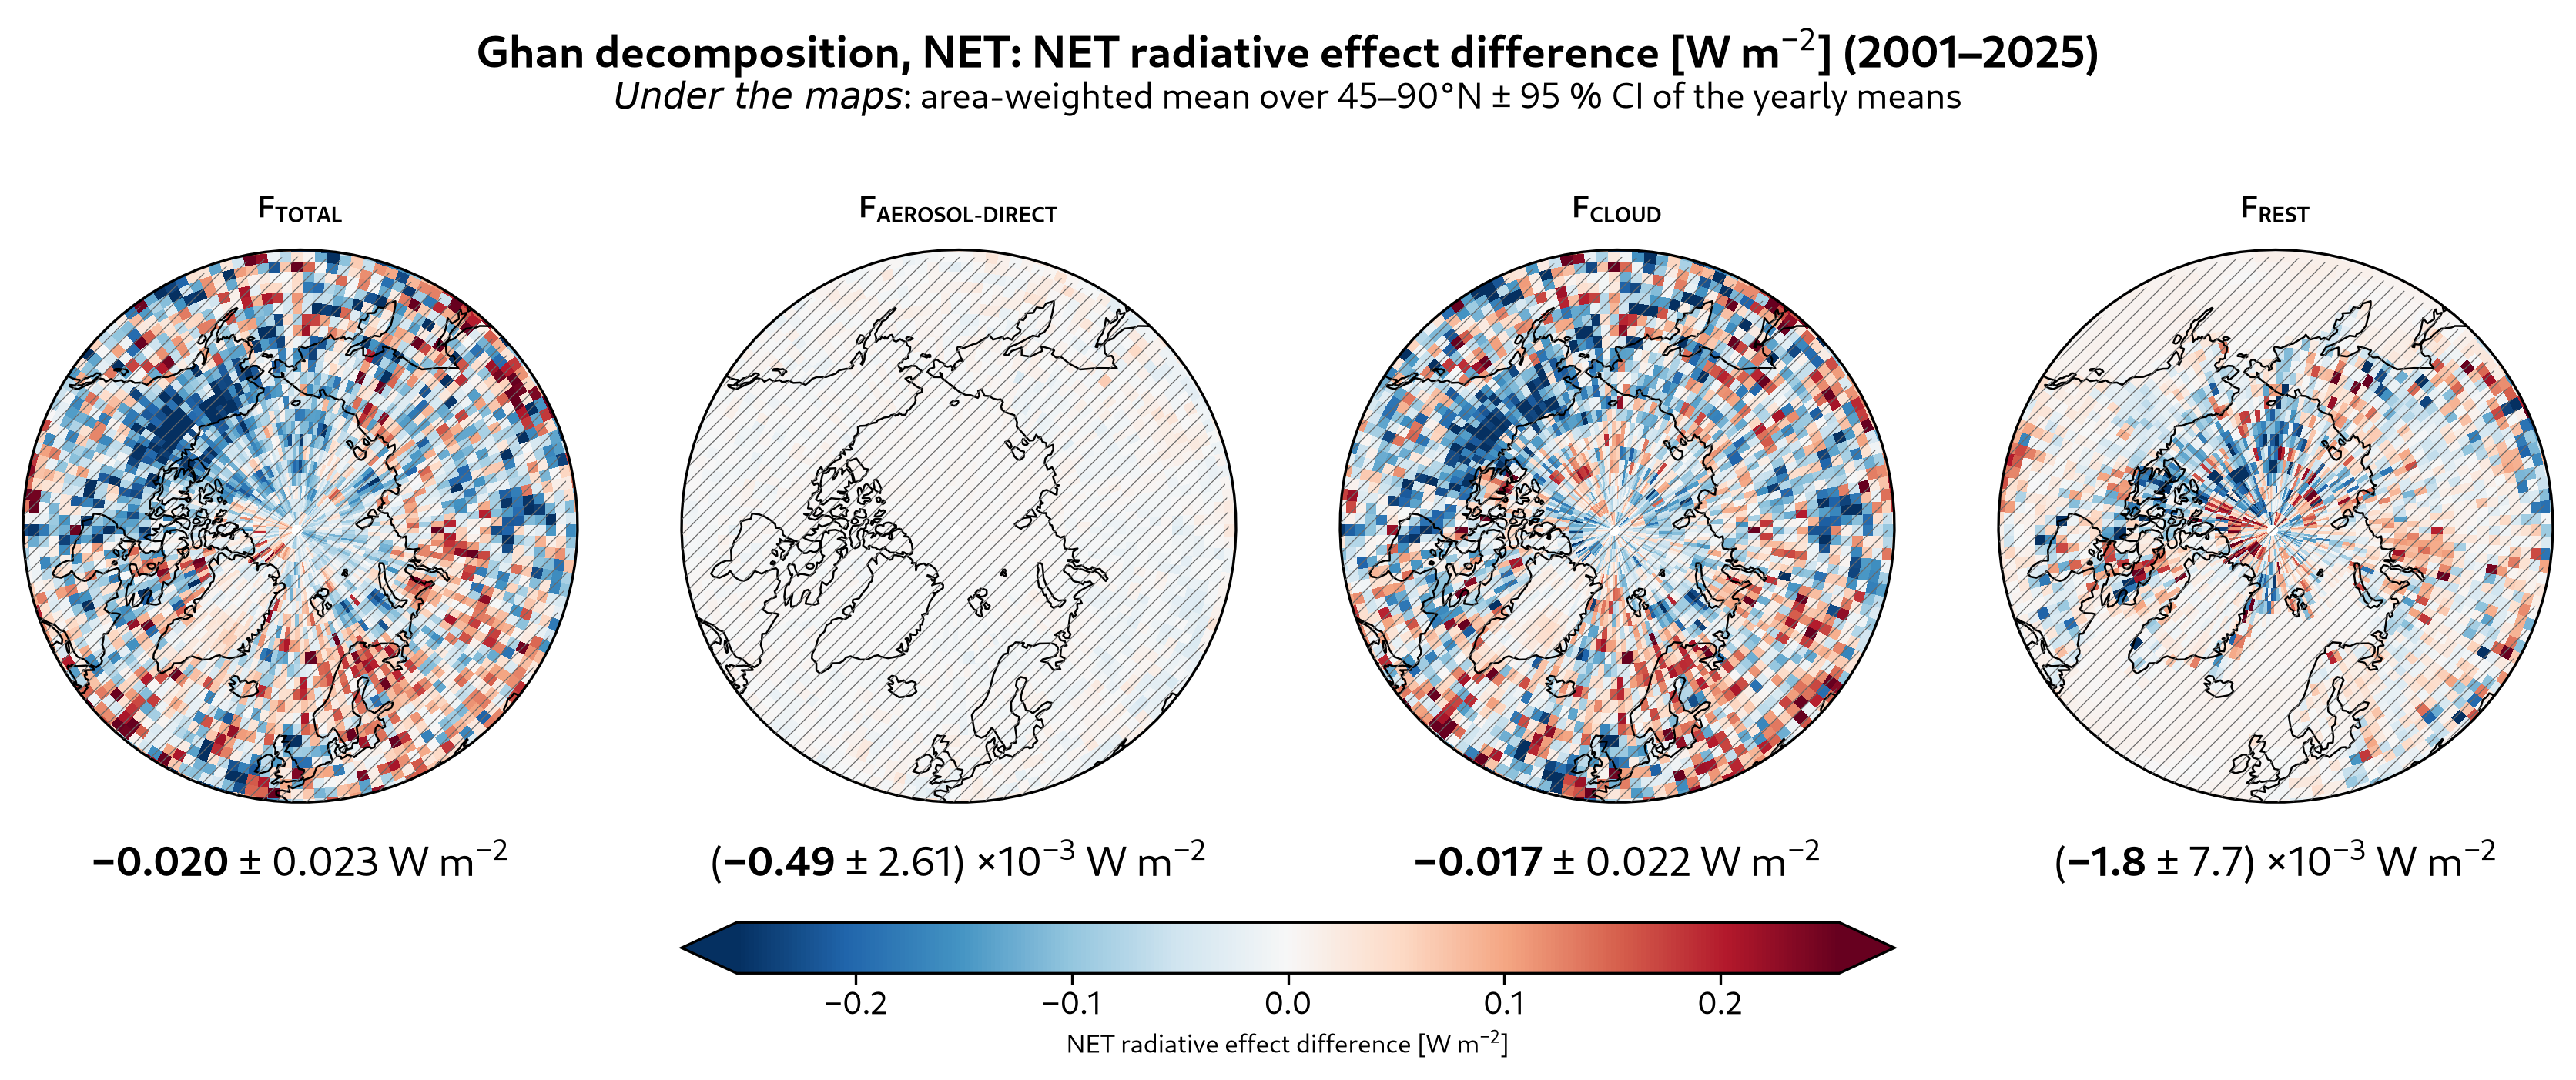 Ghan decomposition, NET: NET radiative effect difference [W m⁻²] (2001–2025)
Under the maps: area-weighted mean over 45–90°N ± 95 % CI of the yearly means
F_TOTAL
F_AEROSOL-DIRECT
F_CLOUD
F_REST
−0.020 ± 0.023 W m⁻²
(−0.49 ± 2.61) ×10⁻³ W m⁻²
−0.017 ± 0.022 W m⁻²
(−1.8 ± 7.7) ×10⁻³ W m⁻²
−0.2
−0.1
0.0
0.1
0.2
NET radiative effect difference [W m⁻²]